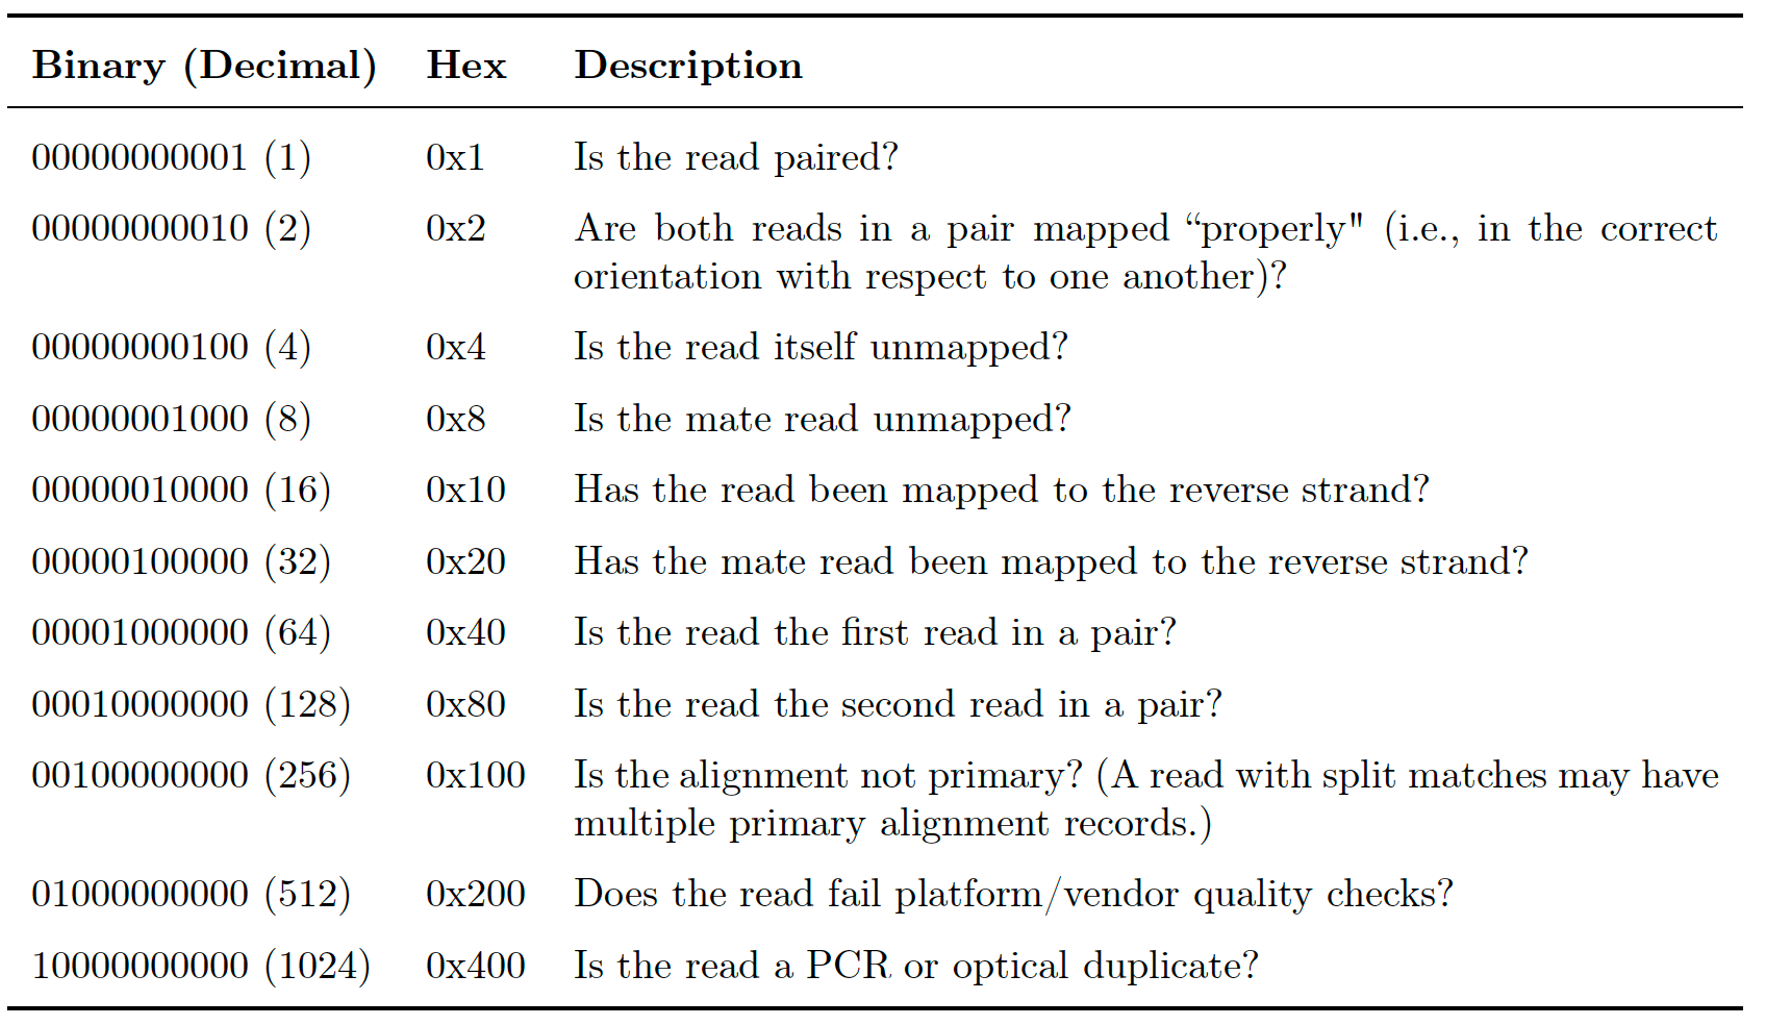 Binary (Decimal) Hex Description
00000000001 (1) 0x1 Is the read paired?
00000000010 (2) 0x2 Are both reads in a pair mapped “properly" (i.e., in the correct
orientation with respect to one another)?
00000000100 (4) 0x4 Is the read itself unmapped?
00000001000 (8) 0x8 Is the mate read unmapped?
00000010000 (16) 0x10 Has the read been mapped to the reverse strand?
00000100000 (32) 0x20 Has the mate read been mapped to the reverse strand?
00001000000 (64) 0x40 Is the read the first read in a pair?
00010000000 (128) 0x80 Is the read the second read in a pair?
00100000000 (256) 0x100 Is the alignment not primary? (A read with split matches may have
multiple primary alignment records.)
01000000000 (512) 0x200 Does the read fail platform/vendor quality checks?
10000000000 (1024) 0x400 Is the read a PCR or optical duplicate?